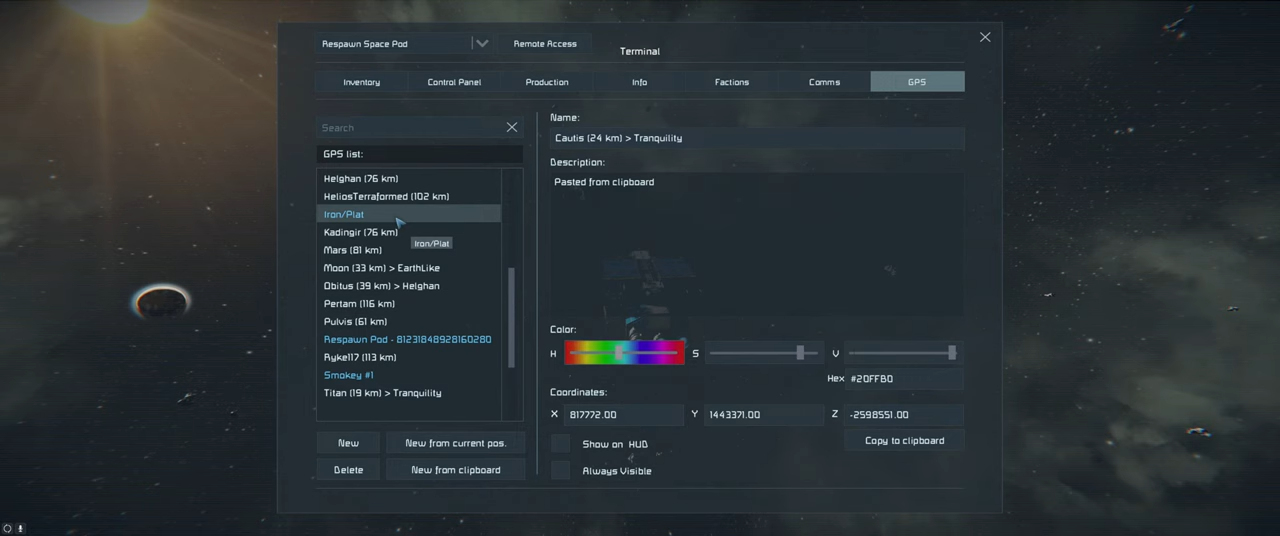 Respawn Space Pod
Remote Access
Terminal
Inventory
Control Panel
Production
Info
Factions
Comms
GPS
Search
GPS list:
Helghan (76 km)
HeliosTerraformed (102 km)
Iron/Plat
Kadingir (76 km)
Iron/Plat
Mars (81 km)
Moon (33 km) > EarthLike
Obitus (39 km) > Helghan
Pertam (116 km)
Pulvis (61 km)
Respawn Pod - 81231848928160280
Rykel17 (113 km)
Smokey #1
Titan (19 km) > Tranquility
New
New from current pos.
Delete
New from clipboard
Name:
Cautis (24 km) > Tranquility
Description:
Pasted from clipboard
Color:
H
S
V
Hex #20FFB0
Coordinates:
X 817772.00
Y 1443371.00
Z -2598551.00
Show on HUD
Copy to clipboard
Always Visible